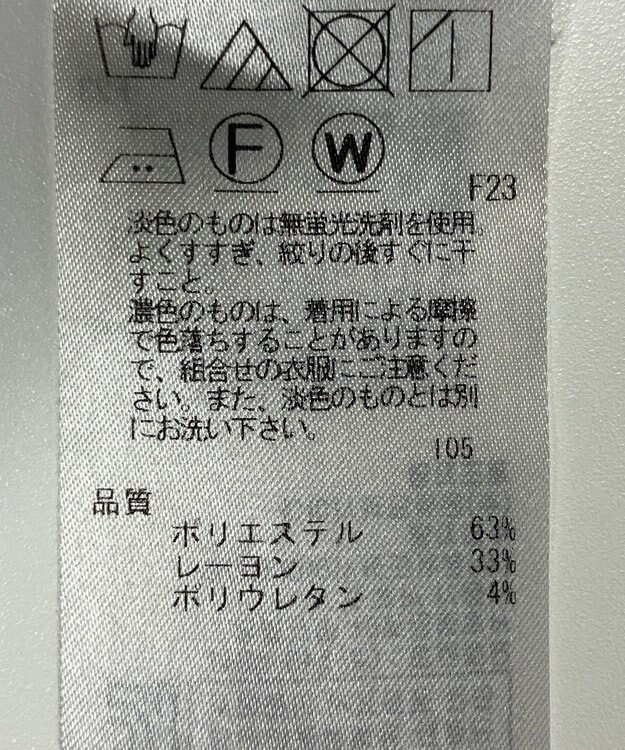 F W
F23
淡色のものは無蛍光洗剤を使用。
よくすすぎ、絞りの後すぐに干
すこと。
濃色のものは、着用による摩擦
で色落ちすることがありますの
で、組合せの衣服にご注意くだ
さい。また、淡色のものとは別
にお洗い下さい。
105
品質
ポリエステル 63%
レーヨン 33%
ポリウレタン 4%